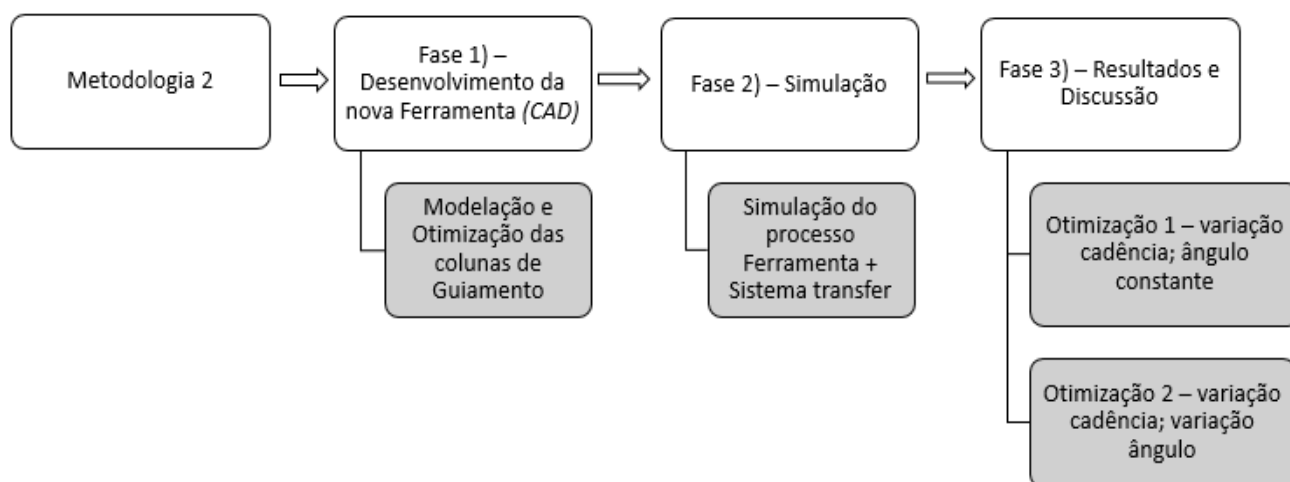 Metodologia 2
Fase 1) –
Desenvolvimento da
nova Ferramenta (CAD)
Modelação e
Otimização das
colunas de
Guiamento
Fase 2) – Simulação
Simulação do
processo
Ferramenta +
Sistema transfer
Fase 3) – Resultados e
Discussão
Otimização 1 – variação
cadência; ângulo
constante
Otimização 2 – variação
cadência; variação
ângulo